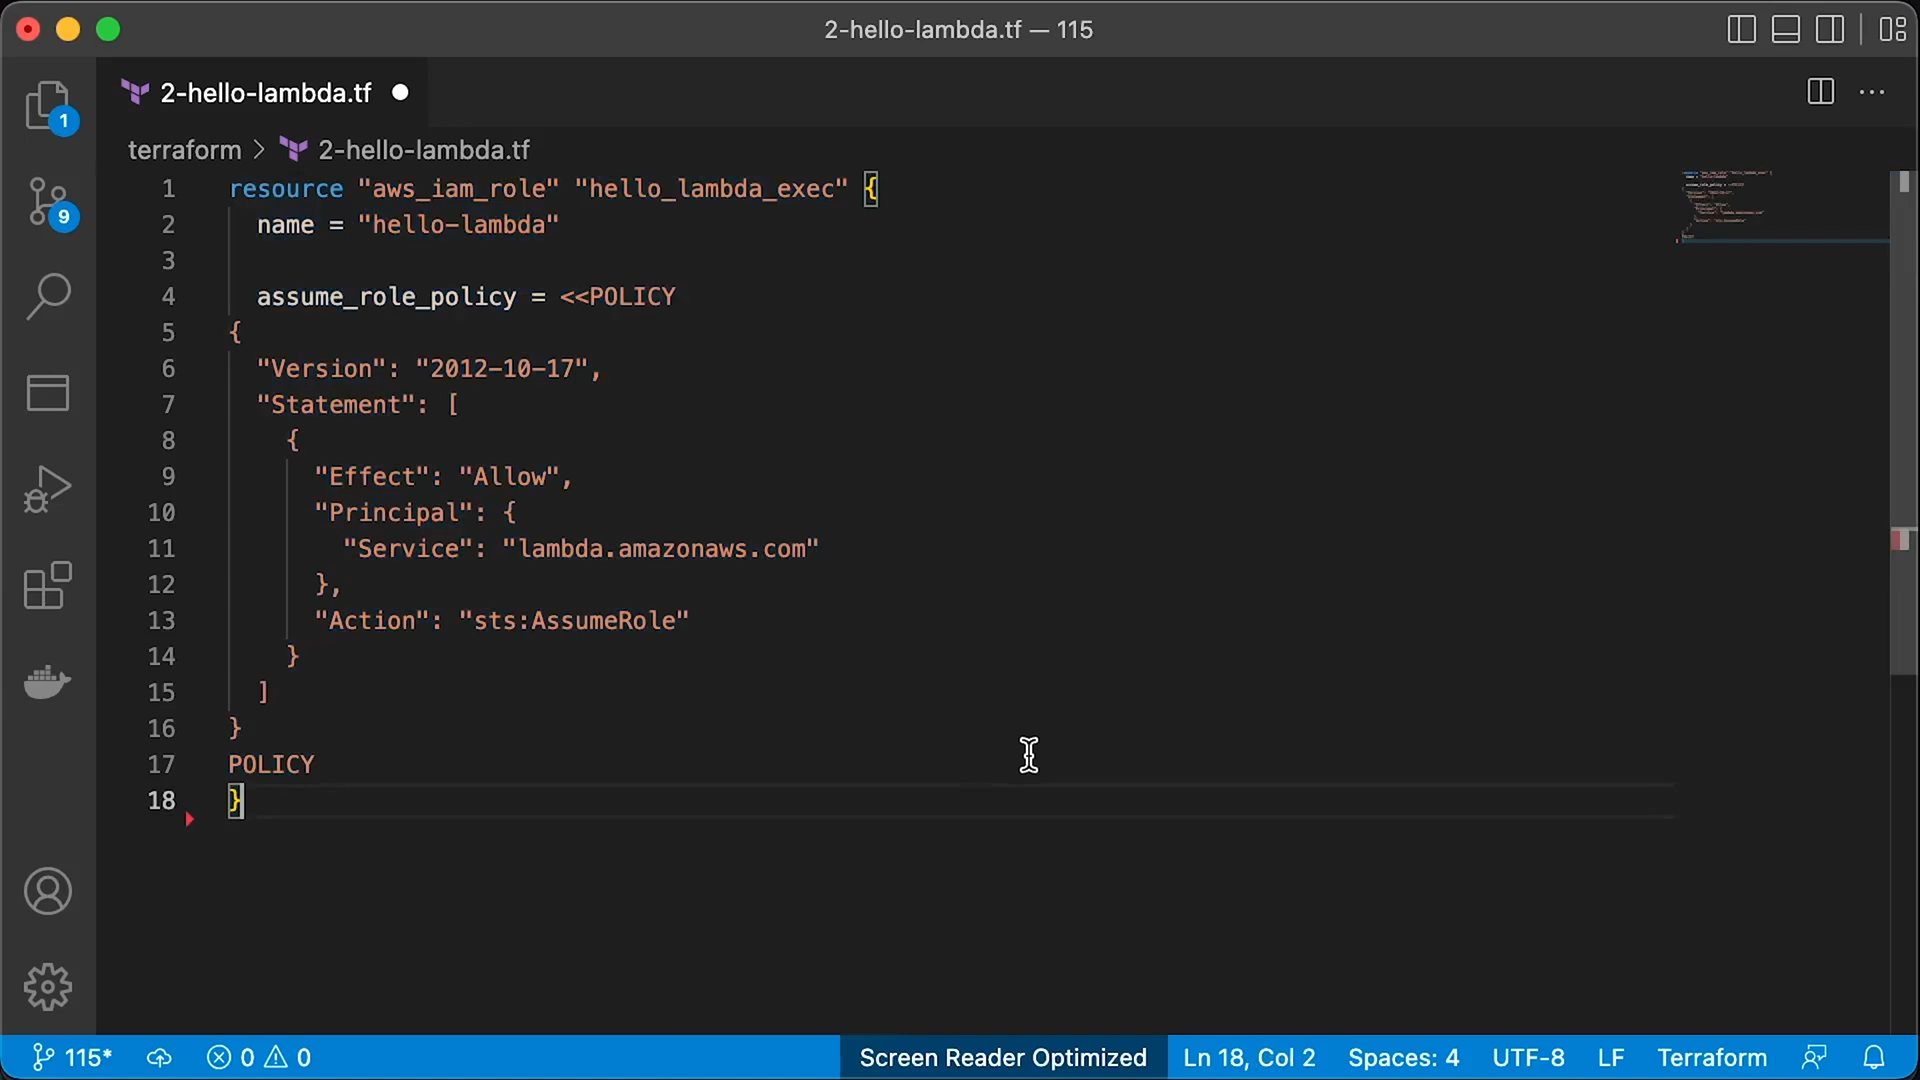 2-hello-lambda.tf — 115
2-hello-lambda.tf
terraform > 2-hello-lambda.tf
1 resource "aws_iam_role" "hello_lambda_exec" {
2 name = "hello-lambda"
3
4 assume_role_policy = <<POLICY
5 {
6 "Version": "2012-10-17",
7 "Statement": [
8 {
9 "Effect": "Allow",
10 "Principal": {
11 "Service": "lambda.amazonaws.com"
12 },
13 "Action": "sts:AssumeRole"
14 }
15 ]
16 }
17 POLICY
18 }
1
9
115* 0 0 Screen Reader Optimized Ln 18, Col 2 Spaces: 4 UTF-8 LF Terraform